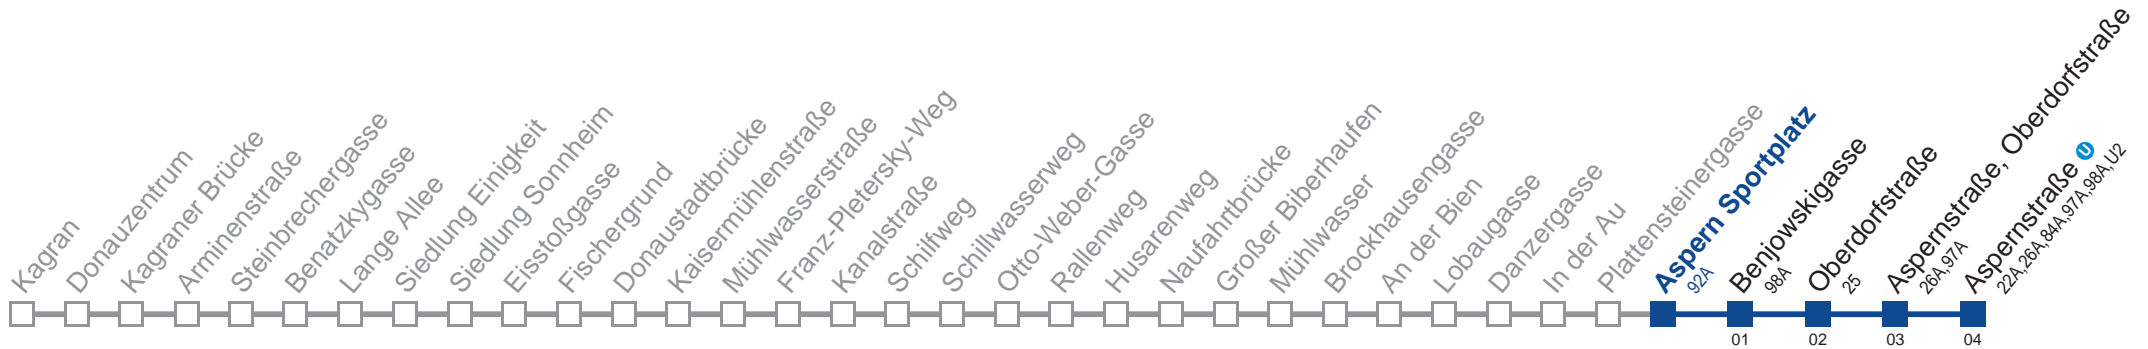 Kagran
Donauzentrum
Kagraner Brücke
Arminenstraße
Steinbrechergasse
Benatzkygasse
Lange Allee
Siedlung Einigkeit
Siedlung Sonnheim
Eisstoßgasse
Fischergrund
Donaustadtbrücke
Kaisermühlenstraße
Mühlwasserstraße
Franz-Pletersky-Weg
Kanalstraße
Schilfweg
Schillwasserweg
Otto-Weber-Gasse
Rallenweg
Husarenweg
Naufahrtbrücke
Großer Biberhaufen
Mühlwasser
Brockhausengasse
An der Bien
Lobaugasse
Danzergasse
In der Au
Plattensteinergasse
Aspern Sportplatz
92A
Benjowskigasse
98A
Oberdorfstraße
25
Aspernstraße, Oberdorfstraße
26A,97A
Aspernstraße U
22A,26A,84A,97A,98A,U2
01
02
03
04